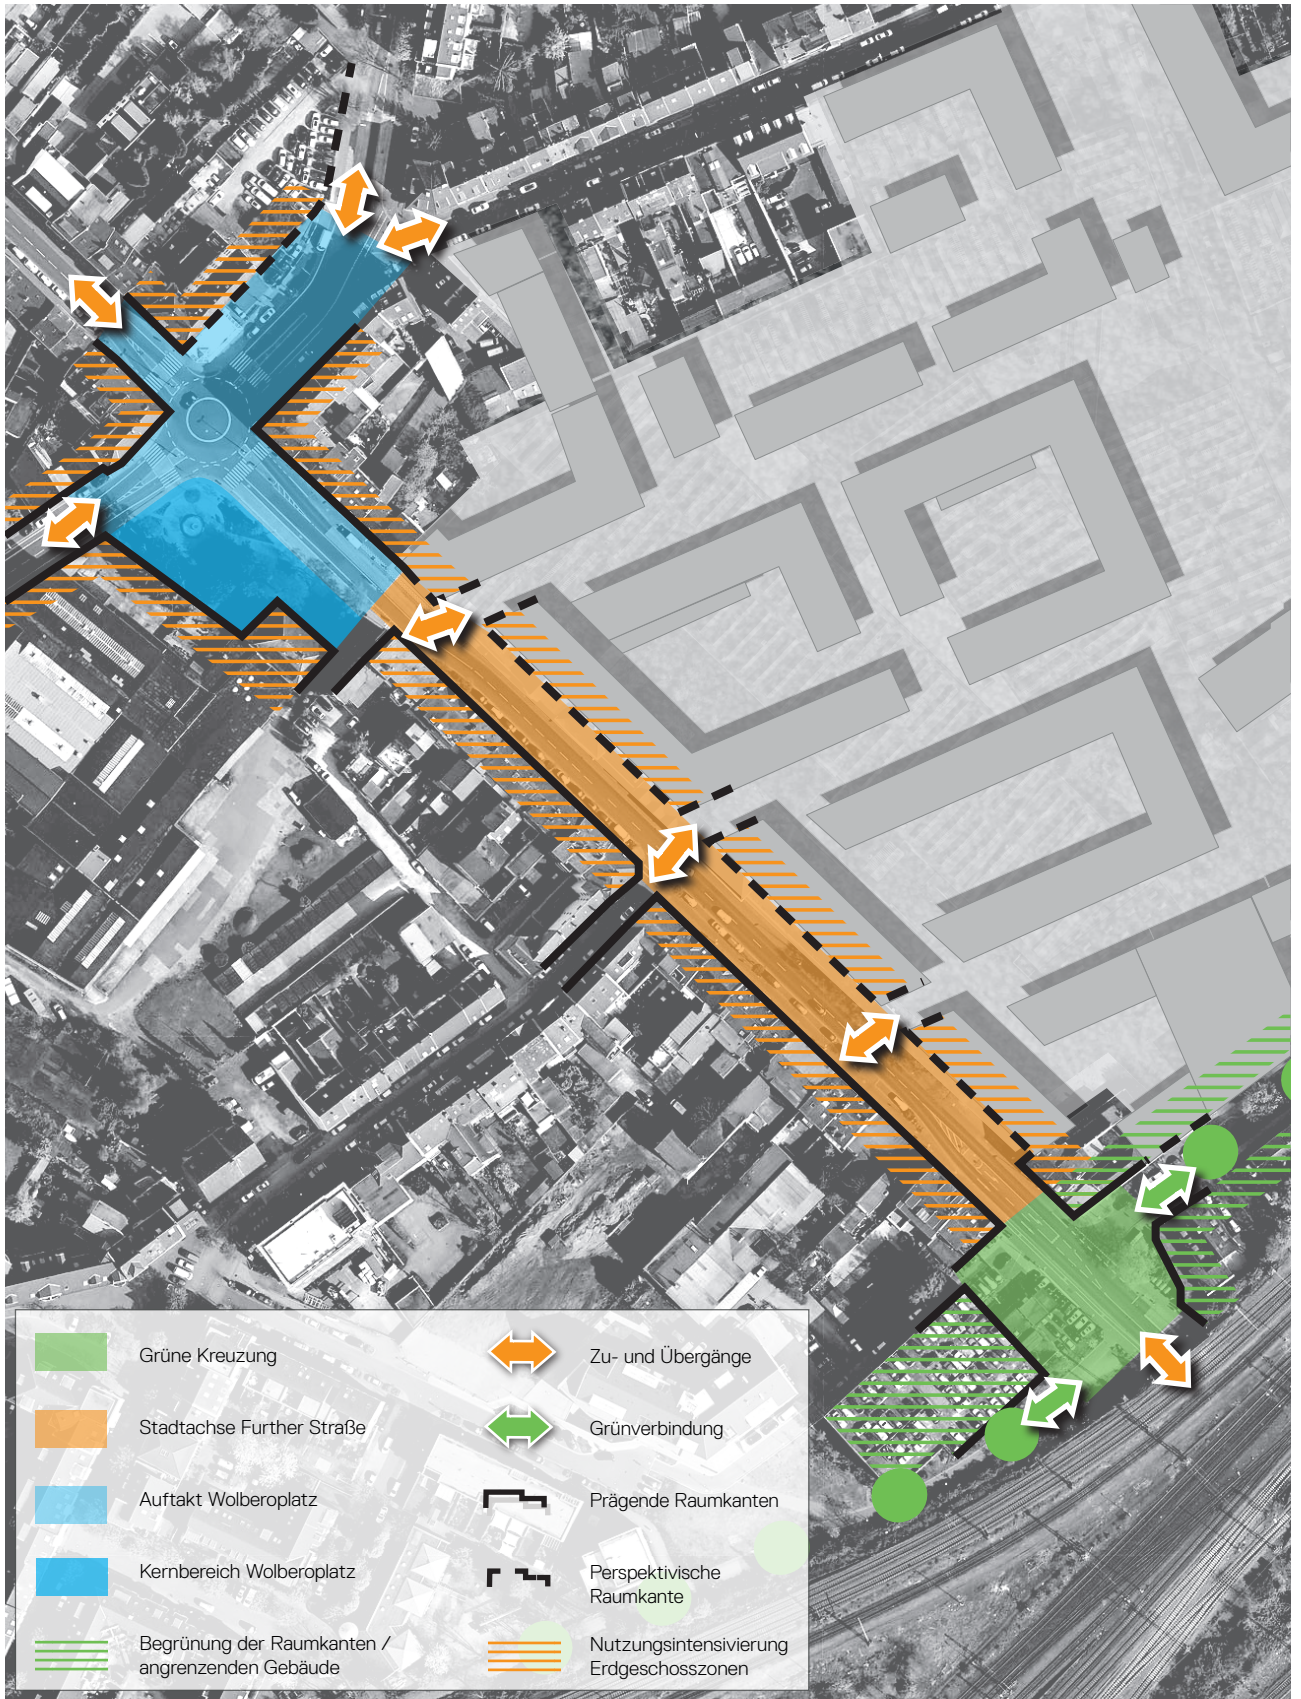 Grüne Kreuzung
Stadtachse Further Straße
Auftakt Wolberoplatz
Kernbereich Wolberoplatz
Begrünung der Raumkanten /
angrenzenden Gebäude
Zu- und Übergänge
Grünverbindung
Prägende Raumkanten
Perspektivische
Raumkante
Nutzungsintensivierung
Erdgeschosszonen